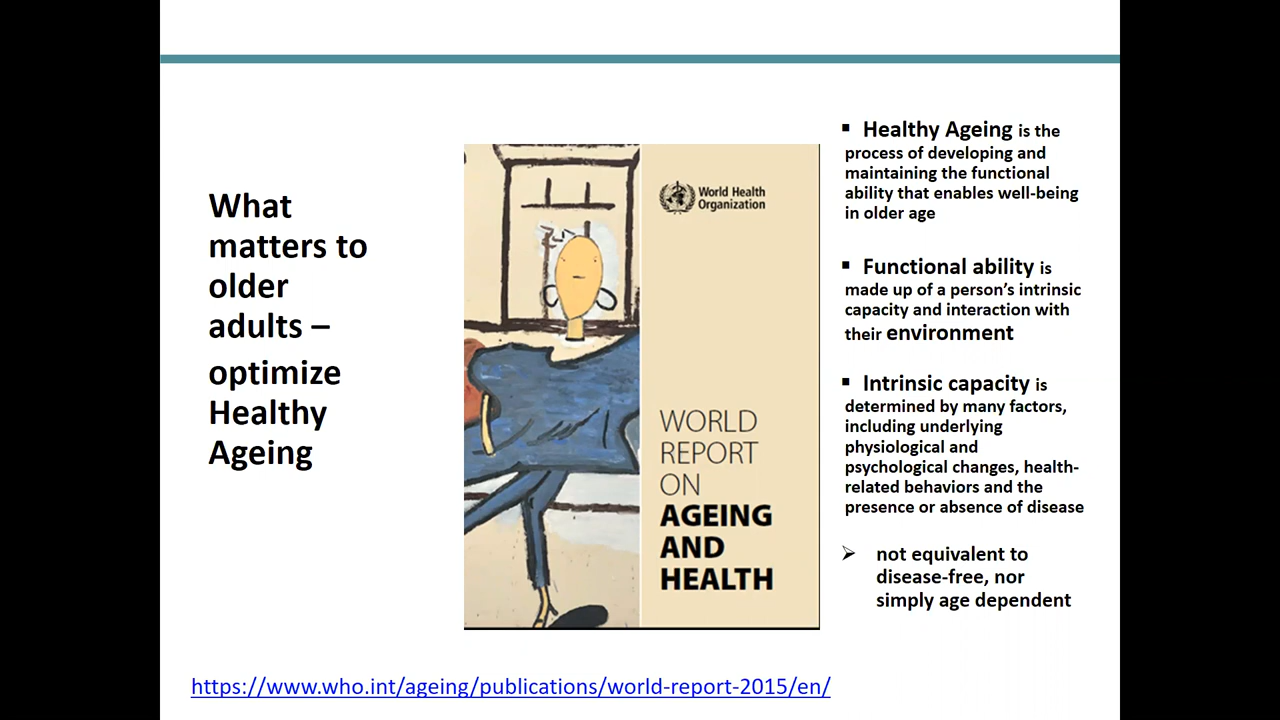 What
matters to
older
adults –
optimize
Healthy
Ageing
World Health
Organization
WORLD
REPORT
ON
AGEING
AND
HEALTH
▪ Healthy Ageing is the
process of developing and
maintaining the functional
ability that enables well-being
in older age
▪ Functional ability is
made up of a person’s intrinsic
capacity and interaction with
their environment
▪ Intrinsic capacity is
determined by many factors,
including underlying
physiological and
psychological changes, health-
related behaviors and the
presence or absence of disease
➢ not equivalent to
disease-free, nor
simply age dependent
https://www.who.int/ageing/publications/world-report-2015/en/